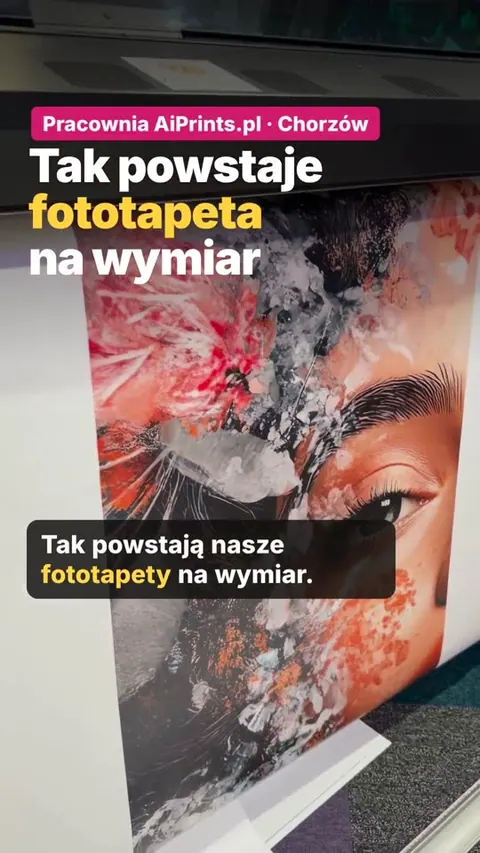 Pracownia AiPrints.pl · Chorzów
Tak powstaje
fototapeta
na wymiar
Tak powstają nasze
fototapety na wymiar.